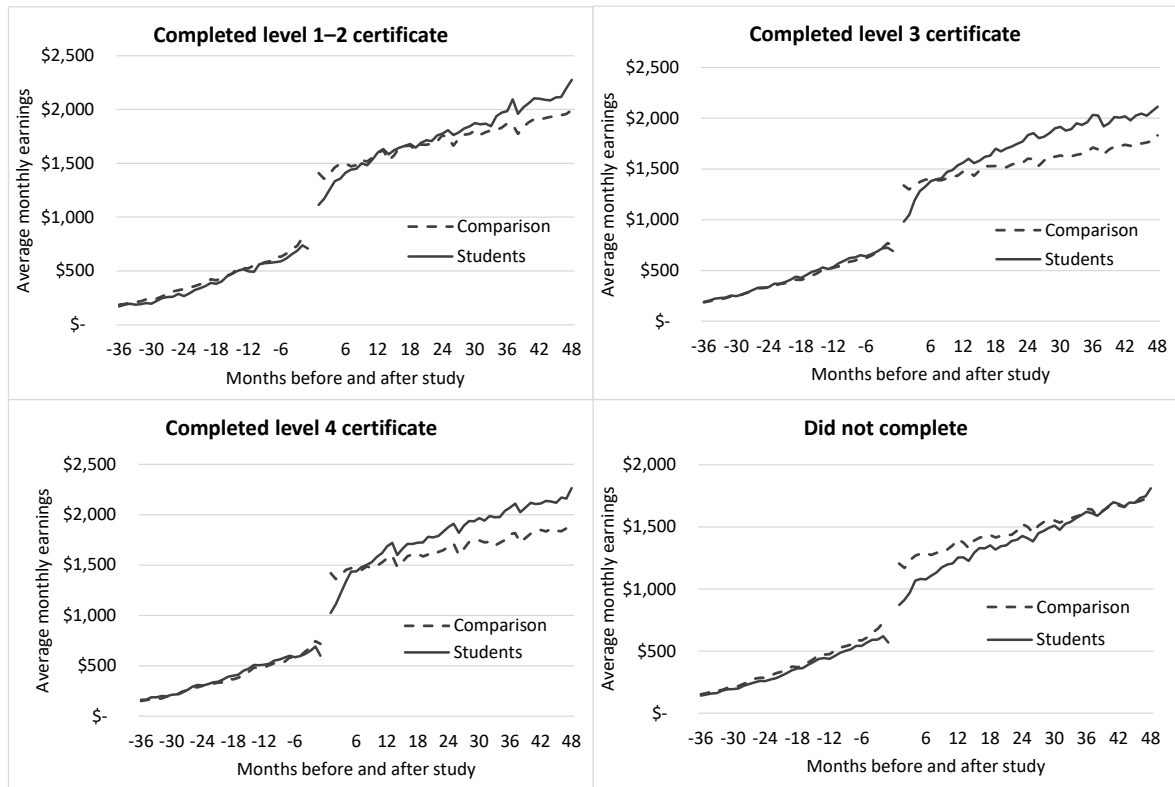 Completed level 1–2 certificate
Average monthly earnings
$2,500
$2,000
$1,500
$1,000
$500
$-
Comparison
Students
-36 -30 -24 -18 -12 -6 6 12 18 24 30 36 42 48
Months before and after study
Completed level 3 certificate
Average monthly earnings
$2,500
$2,000
$1,500
$1,000
$500
$-
Comparison
Students
-36 -30 -24 -18 -12 -6 6 12 18 24 30 36 42 48
Months before and after study
Completed level 4 certificate
Average monthly earnings
$2,500
$2,000
$1,500
$1,000
$500
$-
Comparison
Students
-36 -30 -24 -18 -12 -6 6 12 18 24 30 36 42 48
Months before and after study
Did not complete
Average monthly earnings
$2,000
$1,500
$1,000
$500
$-
Comparison
Students
-36 -30 -24 -18 -12 -6 6 12 18 24 30 36 42 48
Months before and after study